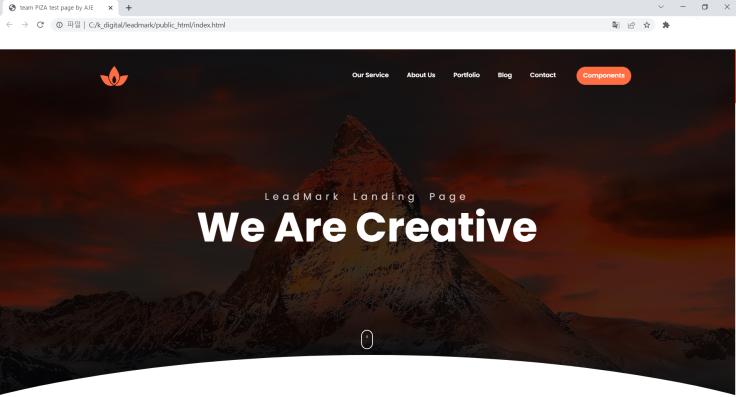 team PIZA test page by AJE
파일 | C:/k_digital/leadmark/public_html/index.html
Our Service About Us Portfolio Blog Contact Components
LeadMark Landing Page
We Are Creative